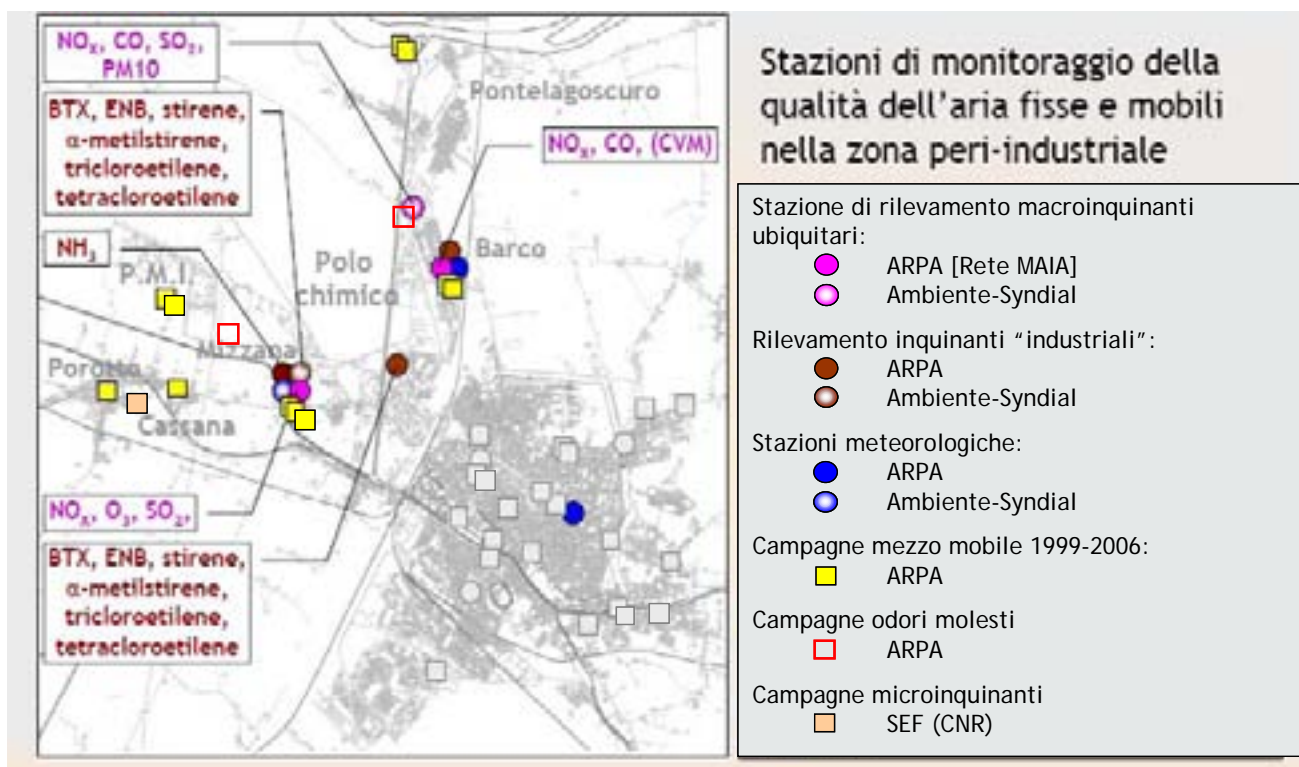 NOₓ, CO, SO₂,
PM10
BTX, ENB, stirene,
α-metilstirene,
tricloroetilene,
tetracloroetilene
NH₃
P.M.I.
Polo
chimico
Pontelagoscuro
NOₓ, CO, (CVM)
Barco
Mizzana
Porotto
Cassana
NOₓ, O₃, SO₂,
BTX, ENB, stirene,
α-metilstirene,
tricloroetilene,
tetracloroetilene
Stazioni di monitoraggio della
qualità dell’aria fisse e mobili
nella zona peri-industriale
Stazione di rilevamento macroinquinanti
ubiquitari:
ARPA [Rete MAIA]
Ambiente-Syndial
Rilevamento inquinanti “industriali”:
ARPA
Ambiente-Syndial
Stazioni meteorologiche:
ARPA
Ambiente-Syndial
Campagne mezzo mobile 1999-2006:
ARPA
Campagne odori molesti
ARPA
Campagne microinquinanti
SEF (CNR)